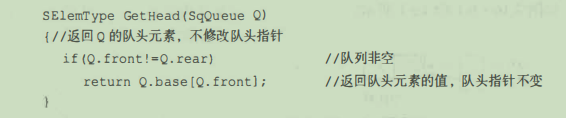 SElemType GetHead(SqQueue Q)
{//返回Q的队头元素,不修改队头指针
if(Q.front!=Q.rear) //队列非空
return Q.base[Q.front]; //返回队头元素的值,队头指针不变
}